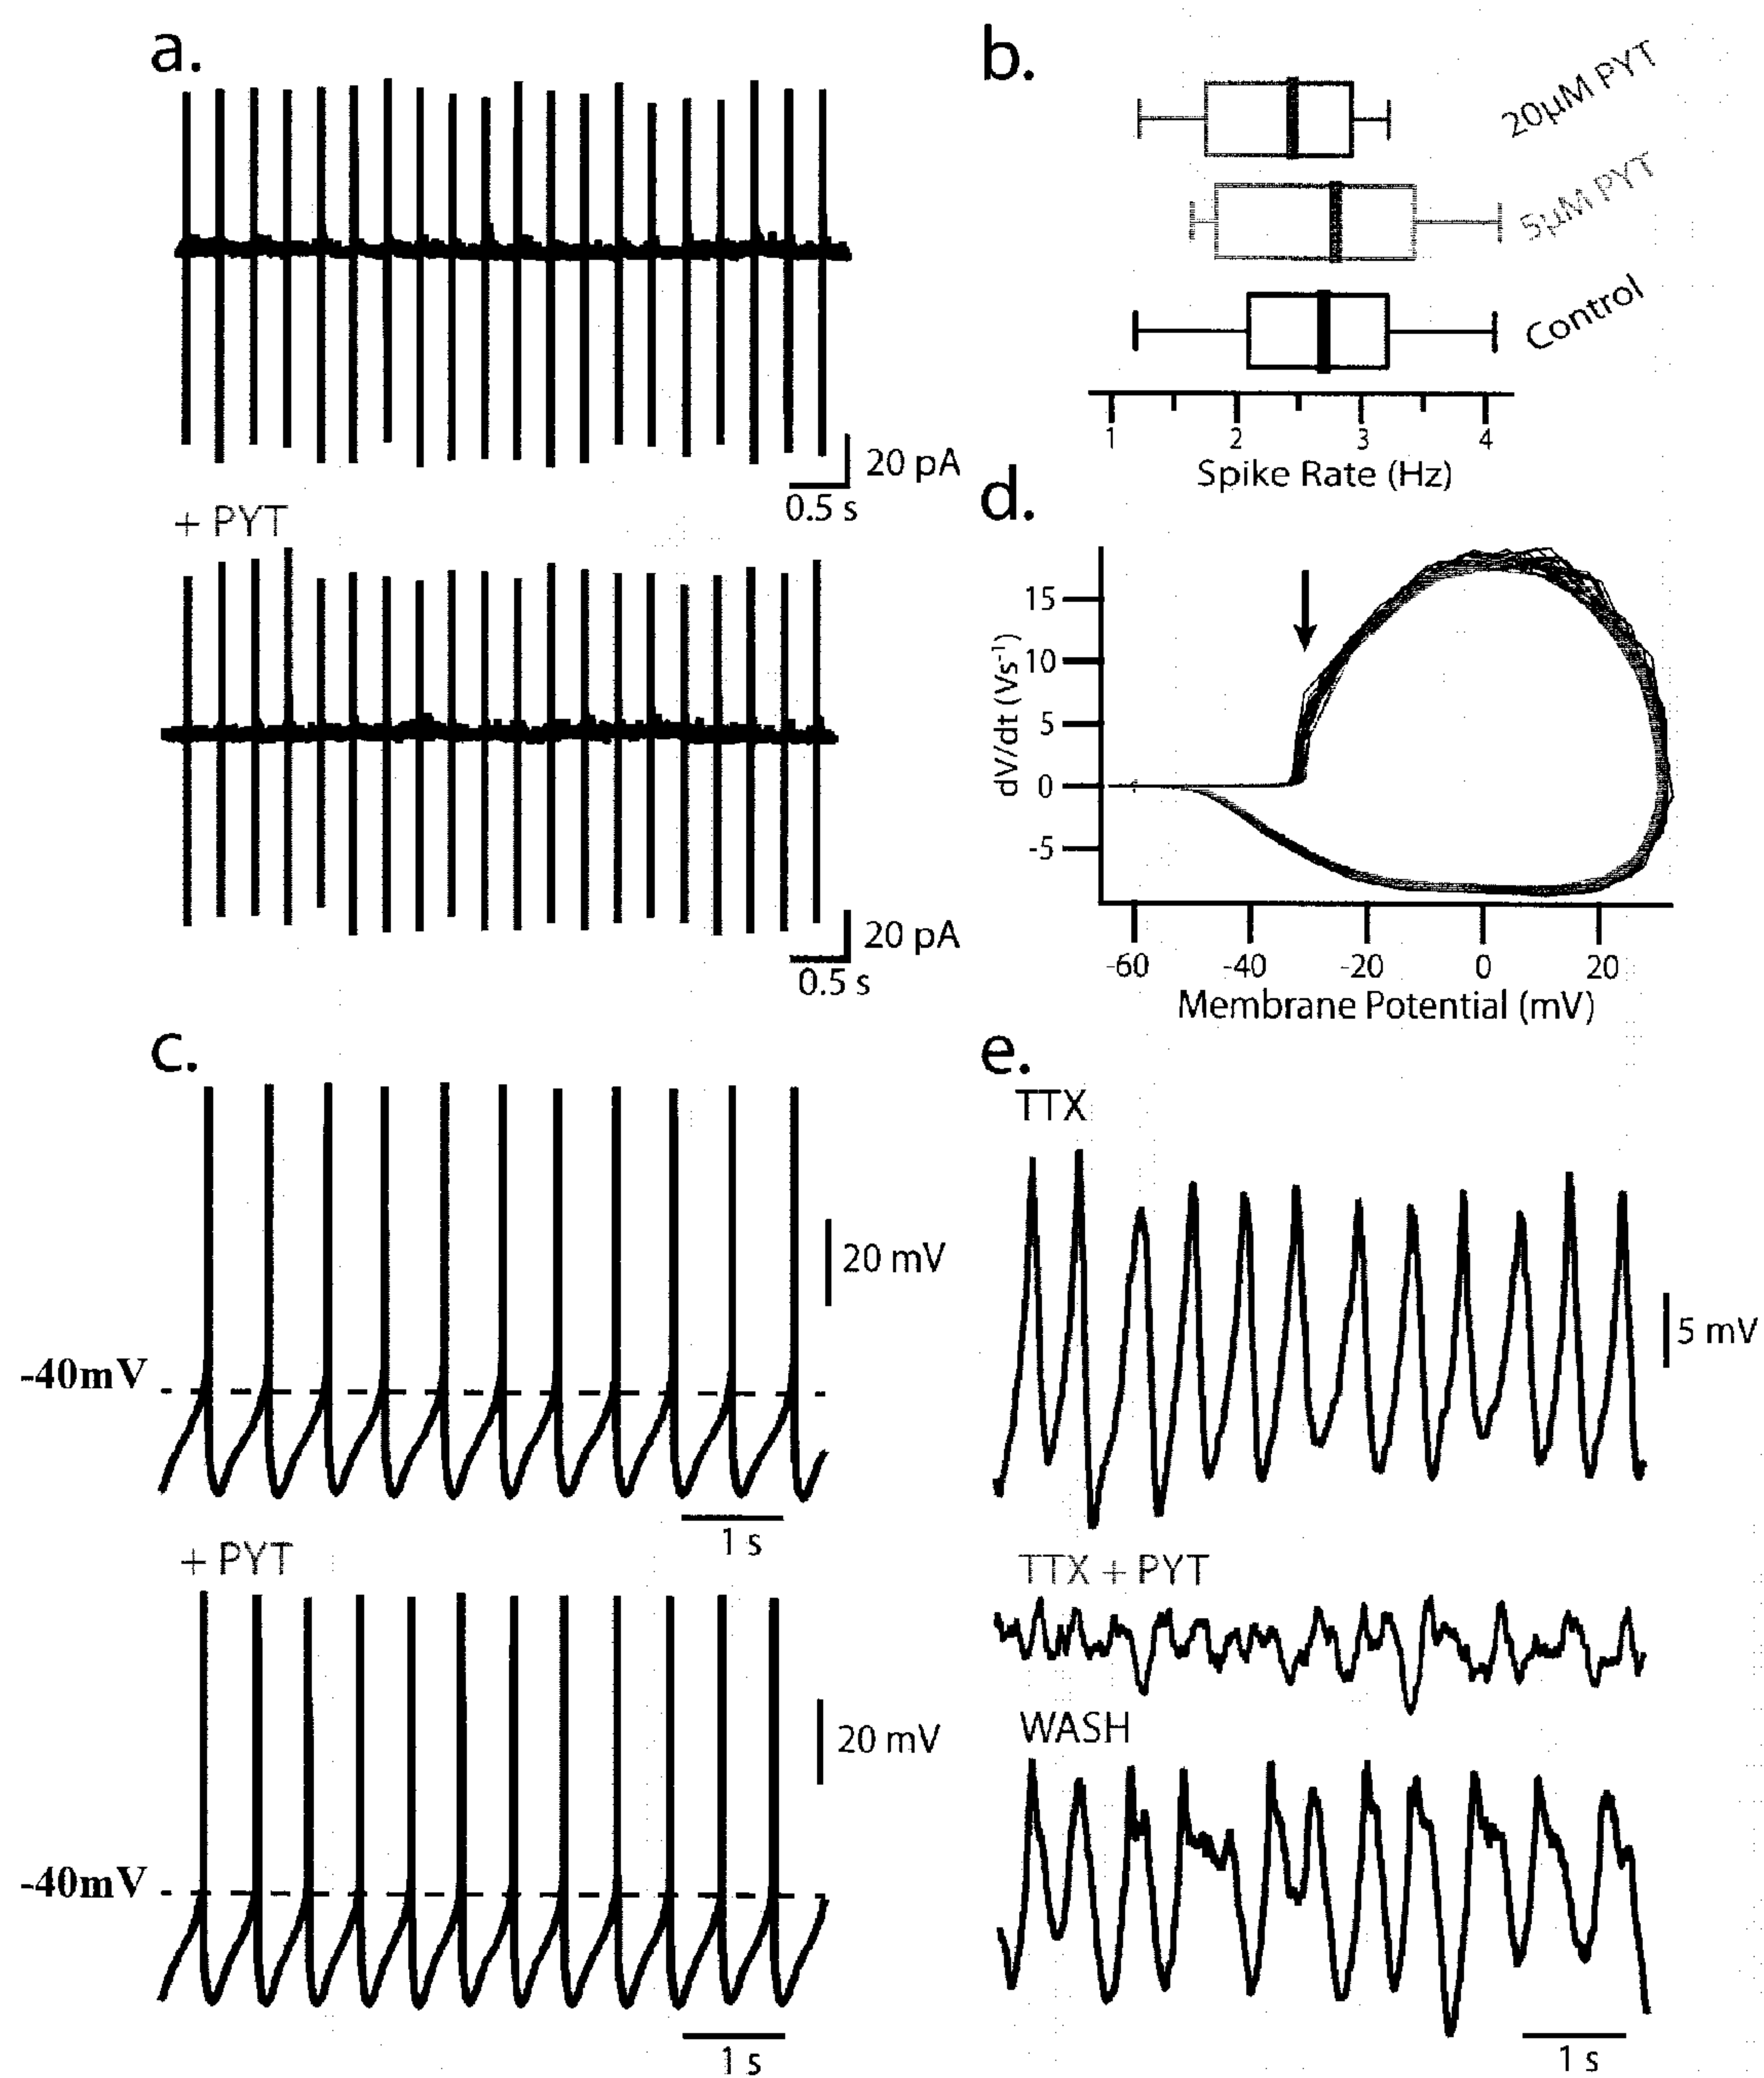 a.
20 pA
0.5 s
+ PYT
20 pA
0.5 s
b.
20µM PYT
5µM PYT
Control
1 2 3 4
Spike Rate (Hz)
c.
20 mV
-40mV
1 s
+ PYT
20 mV
-40mV
1 s
d.
15
10
5
0
-5
dV/dt (Vs⁻¹)
-60 -40 -20 0 20
Membrane Potential (mV)
e.
TTX
5 mV
TTX + PYT
WASH
1 s